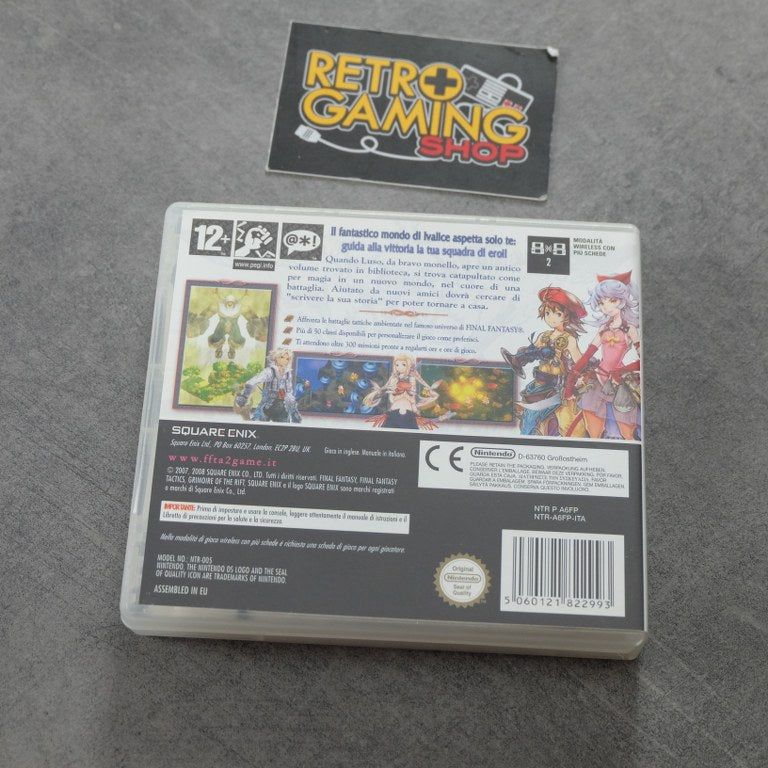 RETRO
GAMING
SHOP
12+
www.pegi.info
@*!
Il fantastico mondo di Ivalice aspetta solo te:
guida alla vittoria la tua squadra di eroi!
2
MODALITÀ
WIRELESS CON
PIÙ SCHEDE
Quando Luso, da bravo monello, apre un antico
volume trovato in biblioteca, si trova catapultato come
per magia in un nuovo mondo, nel cuore di una
battaglia. Aiutato da nuovi amici dovrà cercare di
"scrivere la sua storia" per poter tornare a casa.
Affronta le battaglie tattiche ambientate nel famoso universo di FINAL FANTASY®.
Più di 50 classi disponibili per personalizzare il gioco come preferisci.
Ti attendono oltre 300 missioni pronte a regalarti ore e ore di gioco.
SQUARE ENIX
Square Enix Ltd., PO Box 60257, London, EC2P 2BU, UK.
Gioco in inglese. Manuale in italiano.
www.ffta2game.it
© 2007, 2008 SQUARE ENIX CO., LTD. Tutti i diritti riservati. FINAL FANTASY, FINAL FANTASY
TACTICS, GRIMOIRE OF THE RIFT, SQUARE ENIX e il logo SQUARE ENIX sono marchi registrati
o marchi di Square Enix Co., Ltd.
CE
Nintendo
D-63760 Großostheim
PLEASE RETAIN THE PACKAGING. VERPACKUNG AUFHEBEN.
IMPORTANTE: Prima di impostare e usare la console, leggere attentamente il manuale di istruzioni e il
Libretto di precauzioni per la salute e la sicurezza.
NTR P A6FP
NTR-A6FP-ITA
Nella modalità di gioco wireless con più schede è richiesta una scheda di gioco per ogni giocatore.
MODEL NO.: NTR-005
NINTENDO, THE NINTENDO DS LOGO AND THE SEAL
OF QUALITY ICON ARE TRADEMARKS OF NINTENDO.
ASSEMBLED IN EU
Original
Nintendo
Seal of
Quality
5 060121 822993